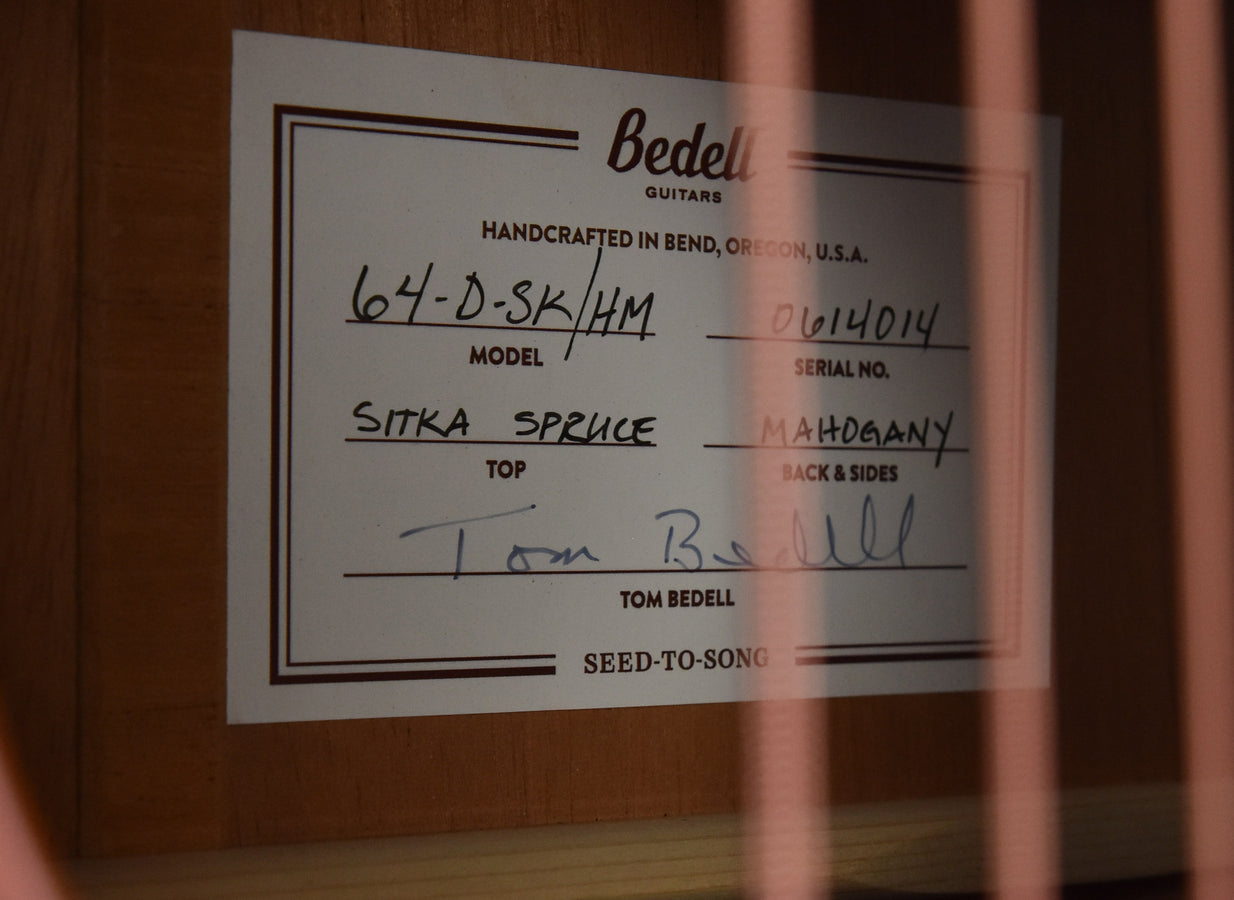 Bedell
GUITARS
HANDCRAFTED IN BEND, OREGON, U.S.A.
64-D-SK/HM 0614014
MODEL SERIAL NO.
SITKA SPRUCE MAHOGANY
TOP BACK & SIDES
Tom Bedell
TOM BEDELL
SEED-TO-SONG